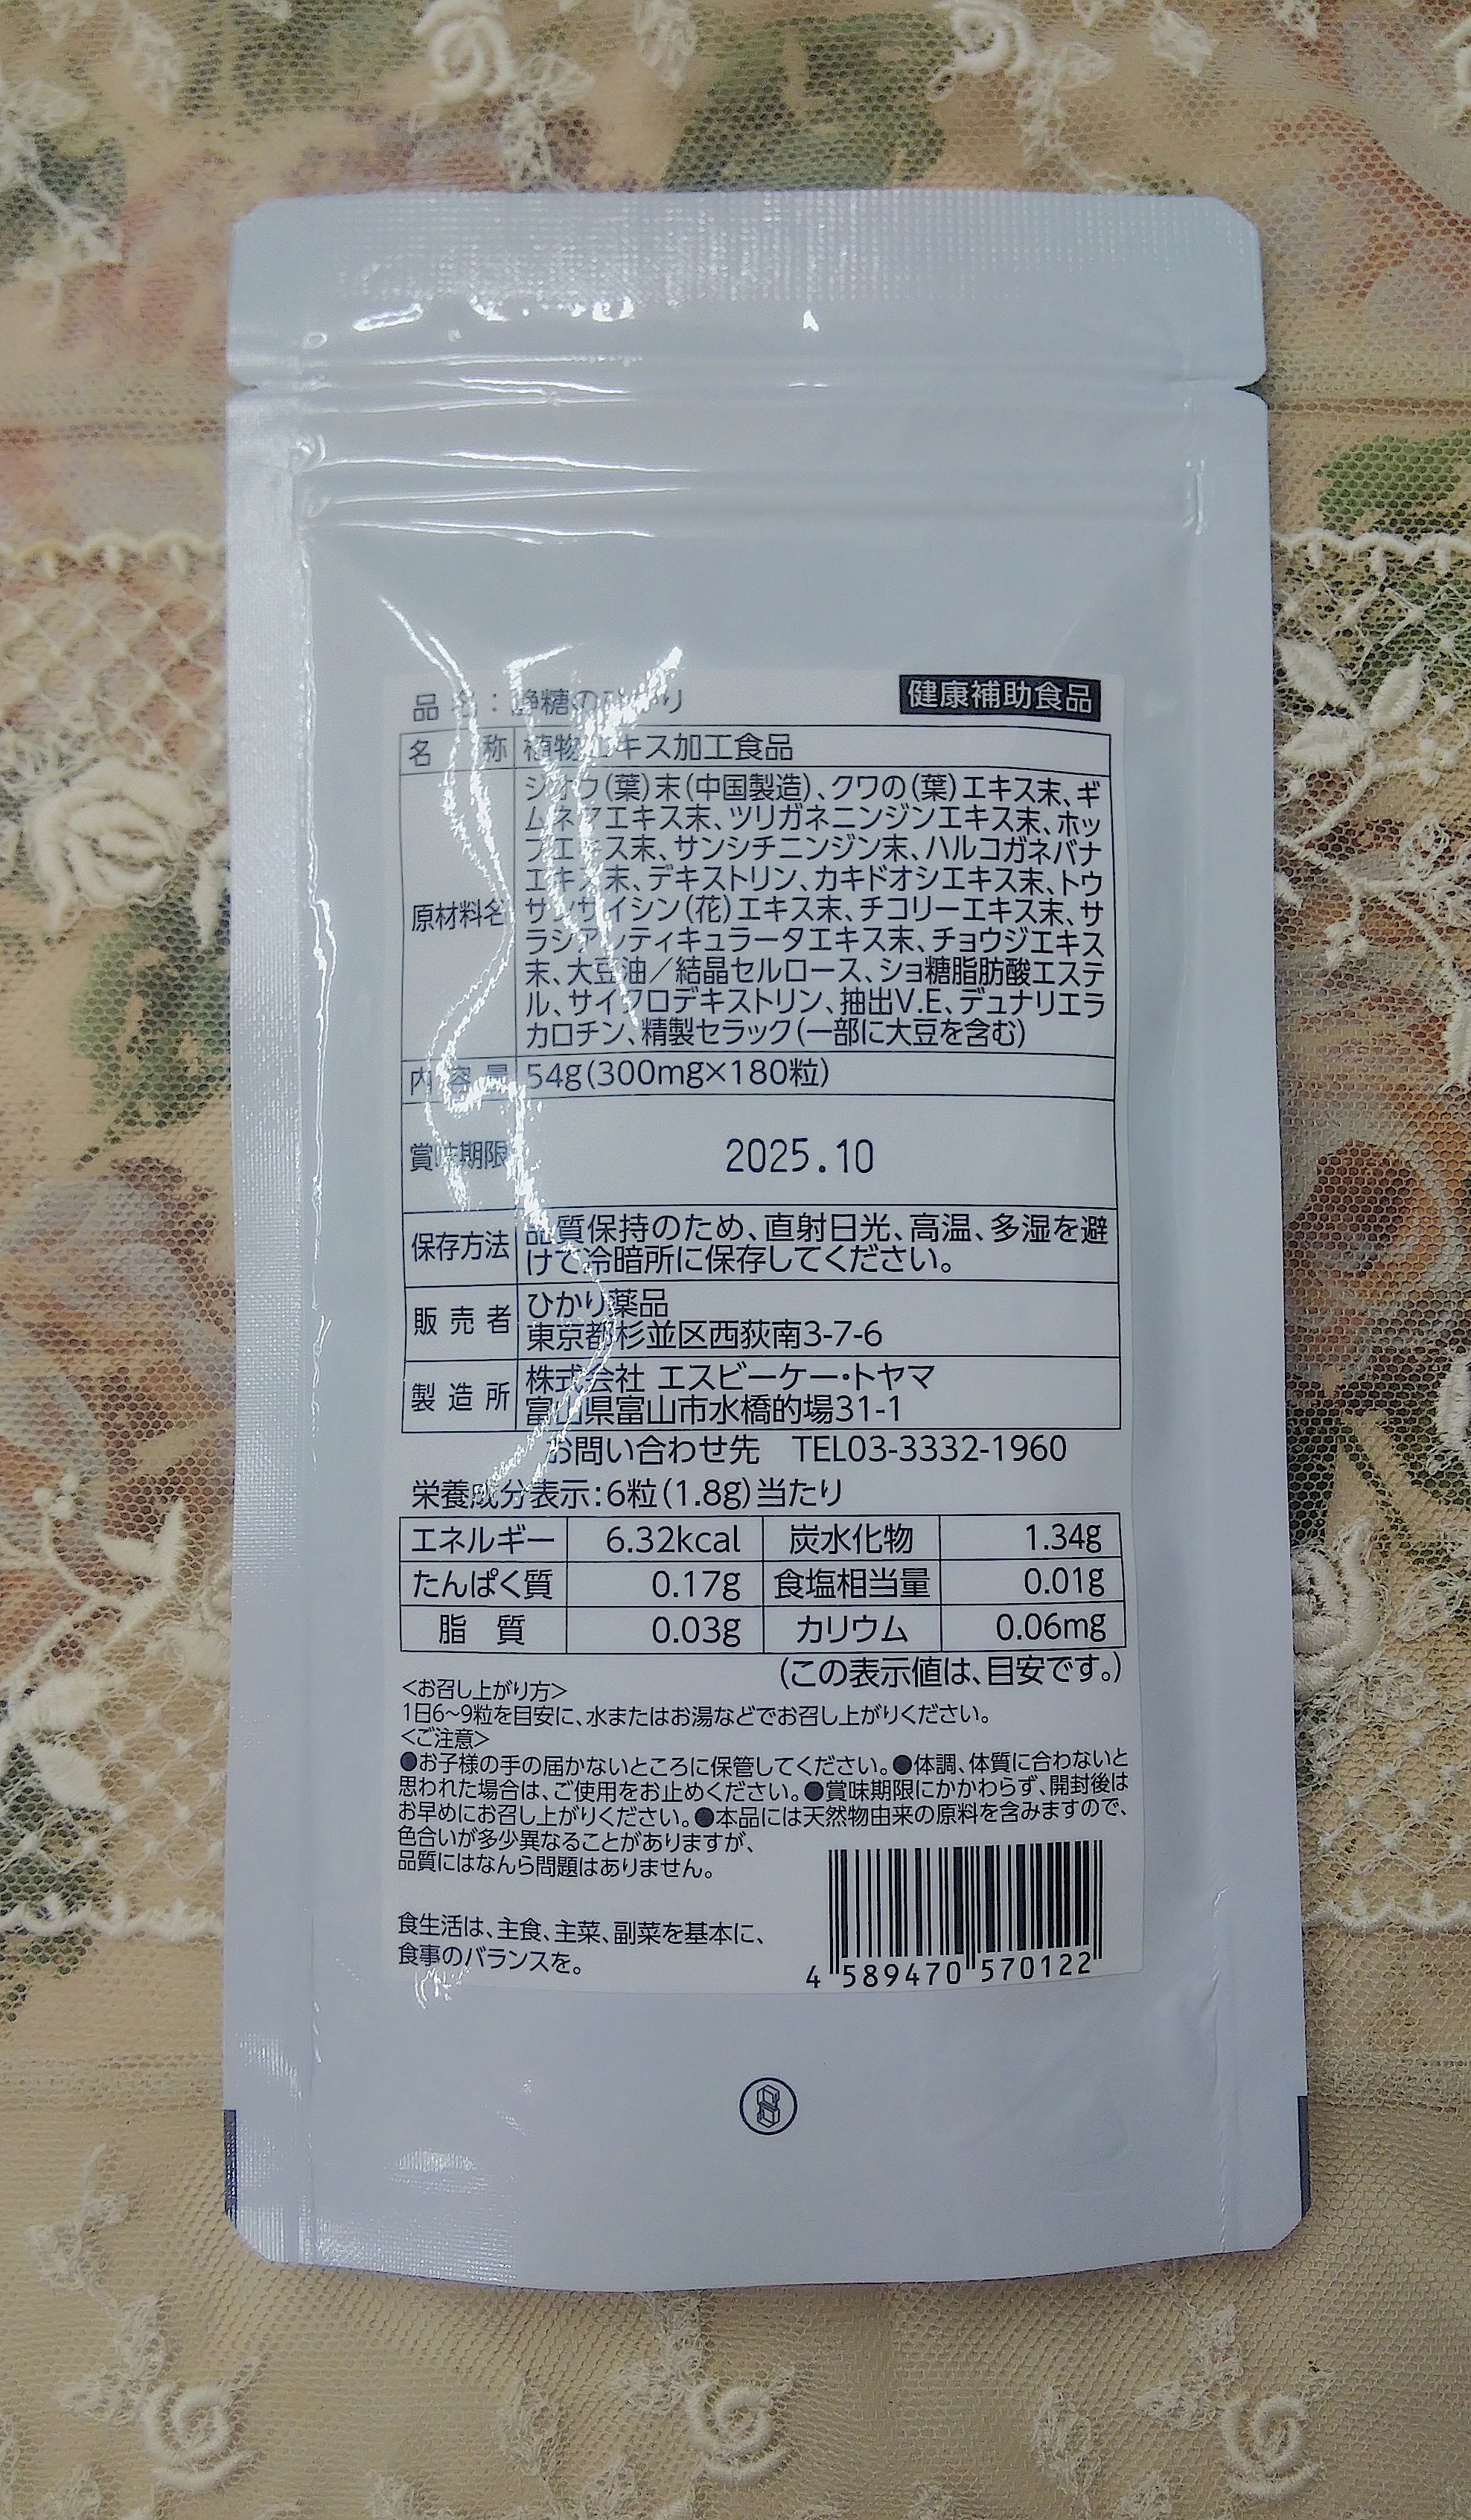 品名：静糖のひかり 健康補助食品
名称 植物エキス加工食品
原材料名 ジオウ(葉)末(中国製造)、クワの(葉)エキス末、ギ
ムネマエキス末、ツリガネニンジンエキス末、ホッ
プエキス末、サンシチニンジン末、ハルコガネバナ
エキス末、デキストリン、カキドオシエキス末、トウ
サンサイシン(花)エキス末、チコリーエキス末、サ
ラシアレティキュラータエキス末、チョウジエキス
末、大豆油／結晶セルロース、ショ糖脂肪酸エステ
ル、サイクロデキストリン、抽出V.E、デュナリエラ
カロチン、精製セラック(一部に大豆を含む)
内容量 54g(300mg×180粒)
賞味期限 2025.10
保存方法 品質保持のため、直射日光、高温、多湿を避
けて冷暗所に保存してください。
販売者 ひかり薬品
東京都杉並区西荻南3-7-6
製造所 株式会社 エスビーケー・トヤマ
富山県富山市水橋的場31-1
お問い合わせ先 TEL03-3332-1960
栄養成分表示:6粒(1.8g)当たり
エネルギー 6.32kcal 炭水化物 1.34g
たんぱく質 0.17g 食塩相当量 0.01g
脂質 0.03g カリウム 0.06mg
(この表示値は、目安です。)
<お召し上がり方>
1日6~9粒を目安に、水またはお湯などでお召し上がりください。
<ご注意>
●お子様の手の届かないところに保管してください。●体調、体質に合わないと
思われた場合は、ご使用をお止めください。●賞味期限にかかわらず、開封後は
お早めにお召し上がりください。●本品には天然物由来の原料を含みますので、
色合いが多少異なることがありますが、
品質にはなんら問題はありません。
食生活は、主食、主菜、副菜を基本に、
食事のバランスを。
4 589470 570122